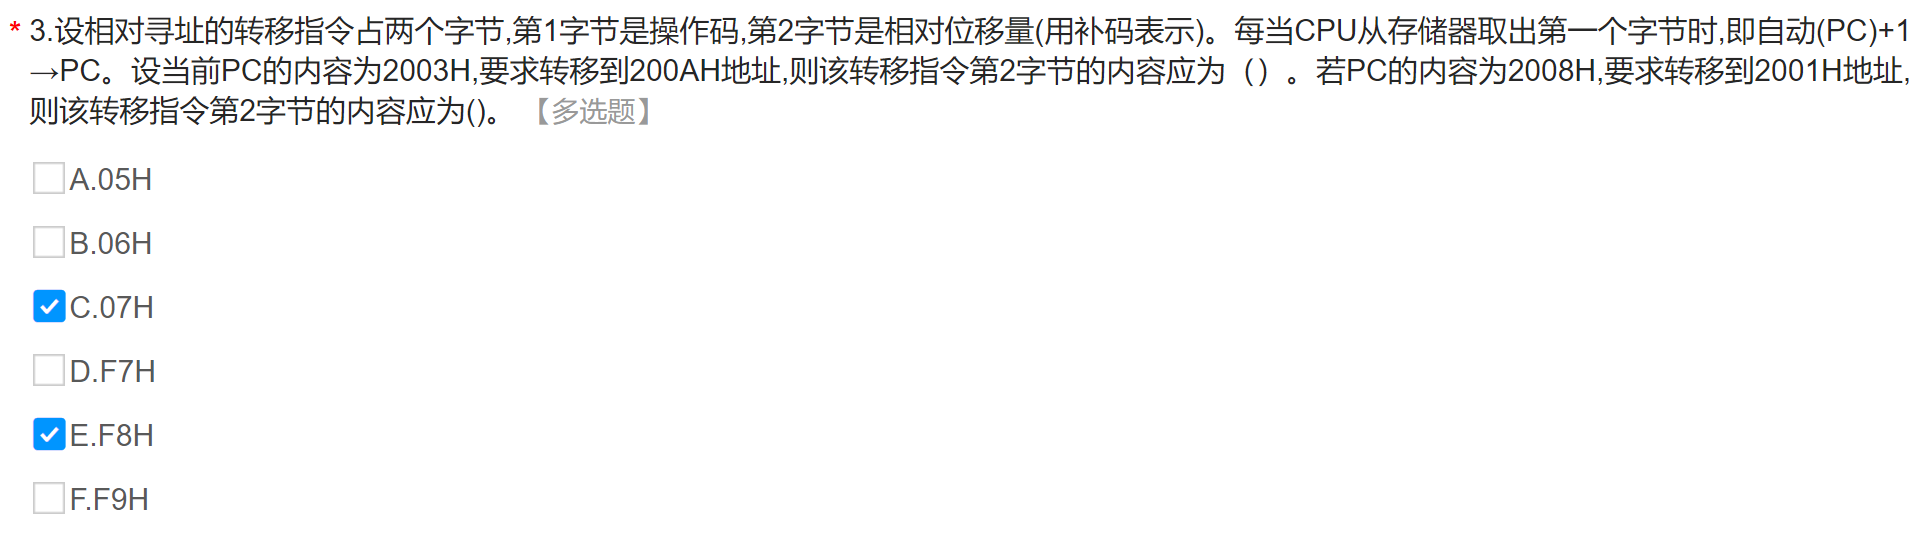 * 3.设相对寻址的转移指令占两个字节,第1字节是操作码,第2字节是相对位移量(用补码表示)。每当CPU从存储器取出第一个字节时,即自动(PC)+1
→PC。设当前PC的内容为2003H,要求转移到200AH地址,则该转移指令第2字节的内容应为（）。若PC的内容为2008H,要求转移到2001H地址,
则该转移指令第2字节的内容应为()。 【多选题】
A.05H
B.06H
C.07H
D.F7H
E.F8H
F.F9H